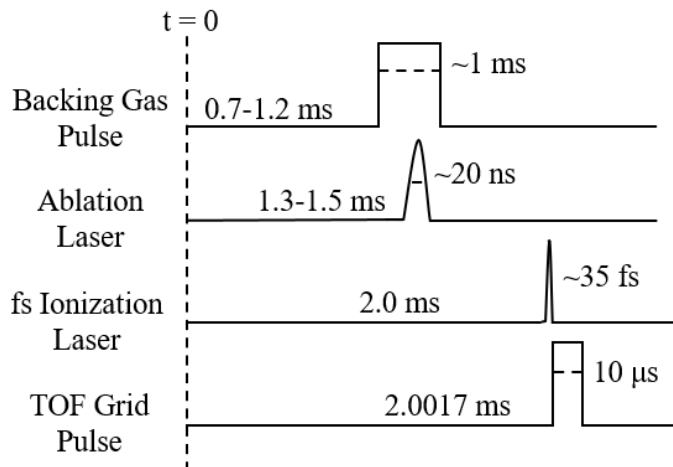 t = 0
Backing Gas
Pulse
0.7-1.2 ms
~1 ms
Ablation
Laser
1.3-1.5 ms
~20 ns
fs Ionization
Laser
2.0 ms
~35 fs
TOF Grid
Pulse
2.0017 ms
10 μs